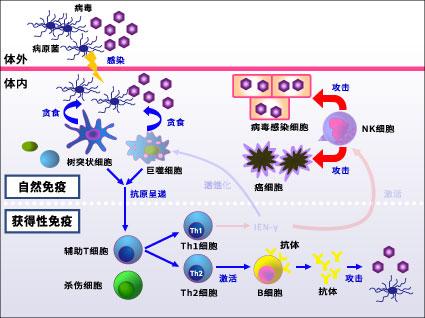 病毒
病原菌
感染
体外
体内
贪食
贪食
树突状细胞
巨噬细胞
病毒感染细胞
攻击
NK细胞
攻击
癌细胞
自然免疫
抗原呈递
活性化
激活
获得性免疫
IEN-γ
Th1
Th1细胞
辅助T细胞
Th2
Th2细胞
激活
杀伤细胞
抗体
B细胞
抗体
攻击